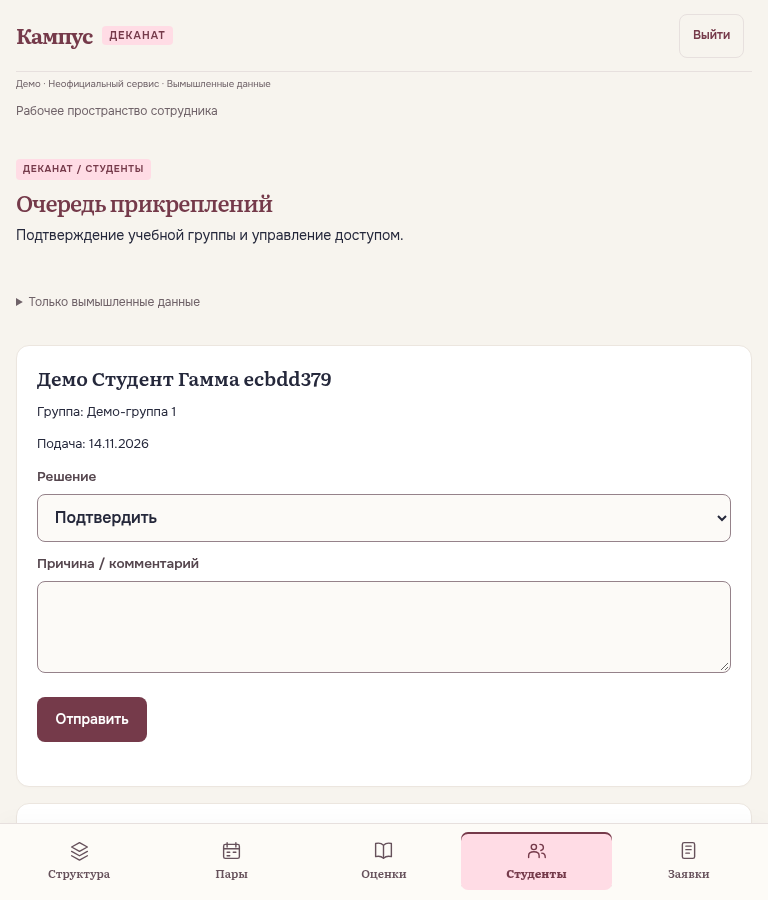 Кампус
ДЕКАНАТ
Выйти
Демо · Неофициальный сервис · Вымышленные данные
Рабочее пространство сотрудника
ДЕКАНАТ / СТУДЕНТЫ
Очередь прикреплений
Подтверждение учебной группы и управление доступом.
Только вымышленные данные
Демо Студент Гамма ecbdd379
Группа: Демо-группа 1
Подача: 14.11.2026
Решение
Подтвердить
Причина / комментарий
Отправить
Структура
Пары
Оценки
Студенты
Заявки